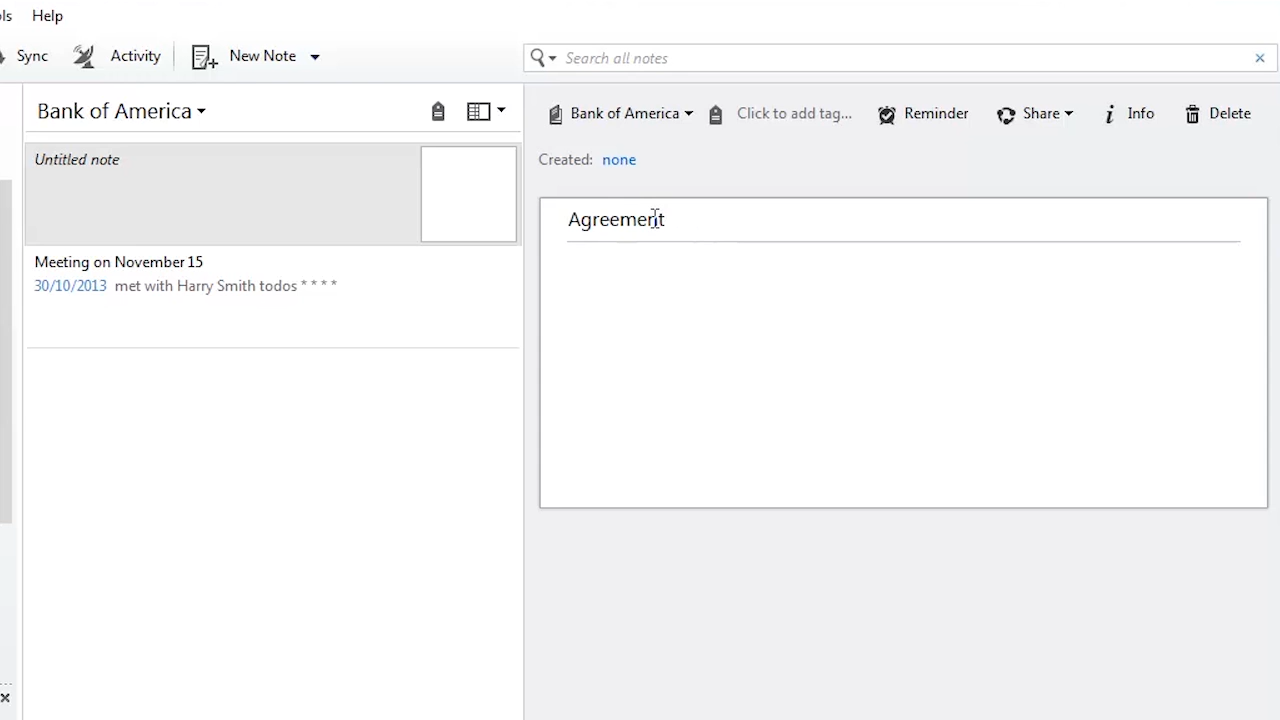 ols Help
Sync Activity New Note Search all notes
Bank of America
Bank of America Click to add tag... Reminder Share Info Delete
Created: none
Untitled note
Agreement
Meeting on November 15
30/10/2013 met with Harry Smith todos * * * *